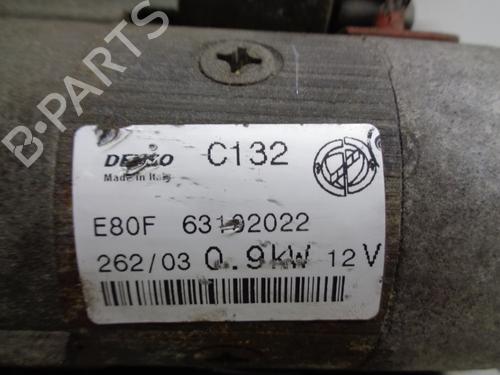 B-PARTS
DENSO C132
Made in Italy
E80F 63102022
262/03 0.9kW 12V